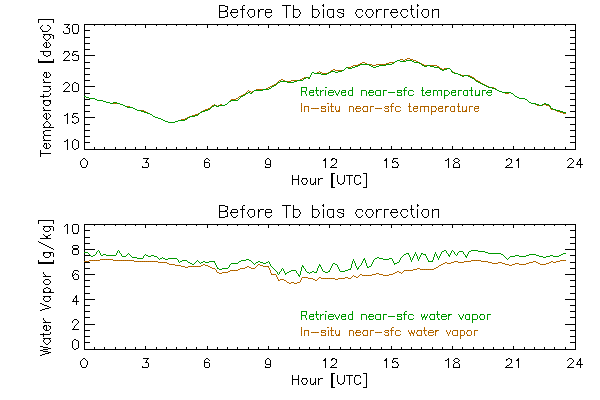 Before Tb bias correction
Temperature [degC]
30
25
20
15
10
Retrieved near-sfc temperature
In-situ near-sfc temperature
0 3 6 9 12 15 18 21 24
Hour [UTC]
Before Tb bias correction
Water Vapor [g/kg]
10
8
6
4
2
0
Retrieved near-sfc water vapor
In-situ near-sfc water vapor
0 3 6 9 12 15 18 21 24
Hour [UTC]